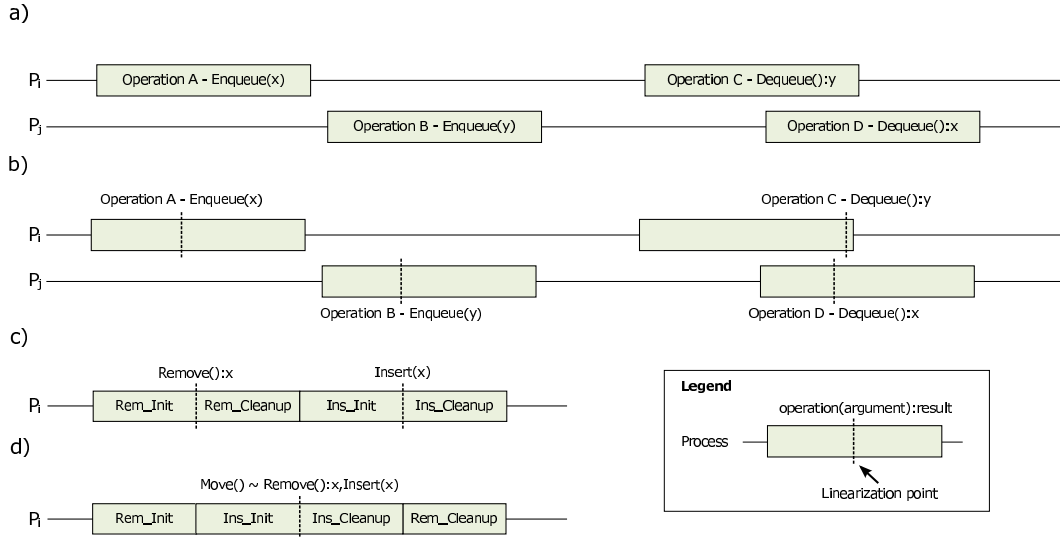 a)
Pi Operation A - Enqueue(x) Operation C - Dequeue():y
Pj Operation B - Enqueue(y) Operation D - Dequeue():x
b)
Operation A - Enqueue(x) Operation C - Dequeue():y
Pi
Pj
Operation B - Enqueue(y) Operation D - Dequeue():x
c)
Remove():x Insert(x)
Pi Rem_Init Rem_Cleanup Ins_Init Ins_Cleanup
d)
Move() ~ Remove():x,Insert(x)
Pi Rem_Init Ins_Init Ins_Cleanup Rem_Cleanup
Legend
operation(argument):result
Process
Linearization point